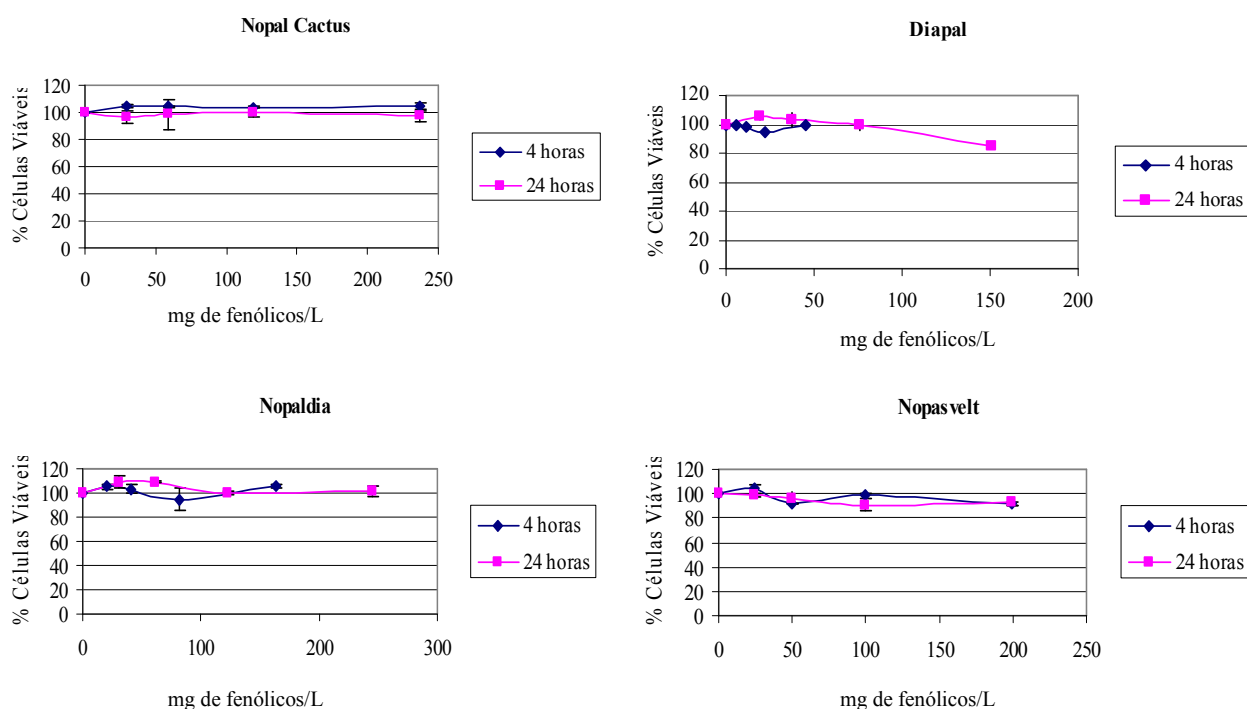 Nopal Cactus
% Células Viáveis
120
100
80
60
40
20
0
0 50 100 150 200 250
mg de fenólicos/L
4 horas
24 horas
Diapal
% Células Viáveis
120
100
80
60
40
20
0
0 50 100 150 200
mg de fenólicos/L
4 horas
24 horas
Nopaldia
% Células Viáveis
120
100
80
60
40
20
0
0 100 200 300
mg de fenólicos/L
4 horas
24 horas
Nopasvelt
% Células Viáveis
120
100
80
60
40
20
0
0 50 100 150 200 250
mg de fenólicos/L
4 horas
24 horas